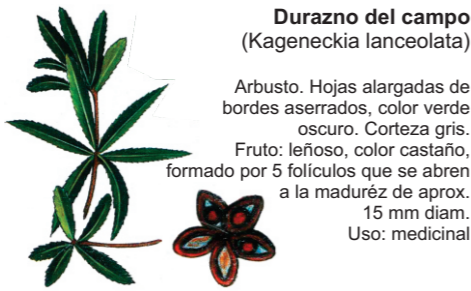 Durazno del campo
(Kageneckia lanceolata)
Arbusto. Hojas alargadas de
bordes aserrados, color verde
oscuro. Corteza gris.
Fruto: leñoso, color castaño,
formado por 5 folículos que se abren
a la maduréz de aprox.
15 mm diam.
Uso: medicinal